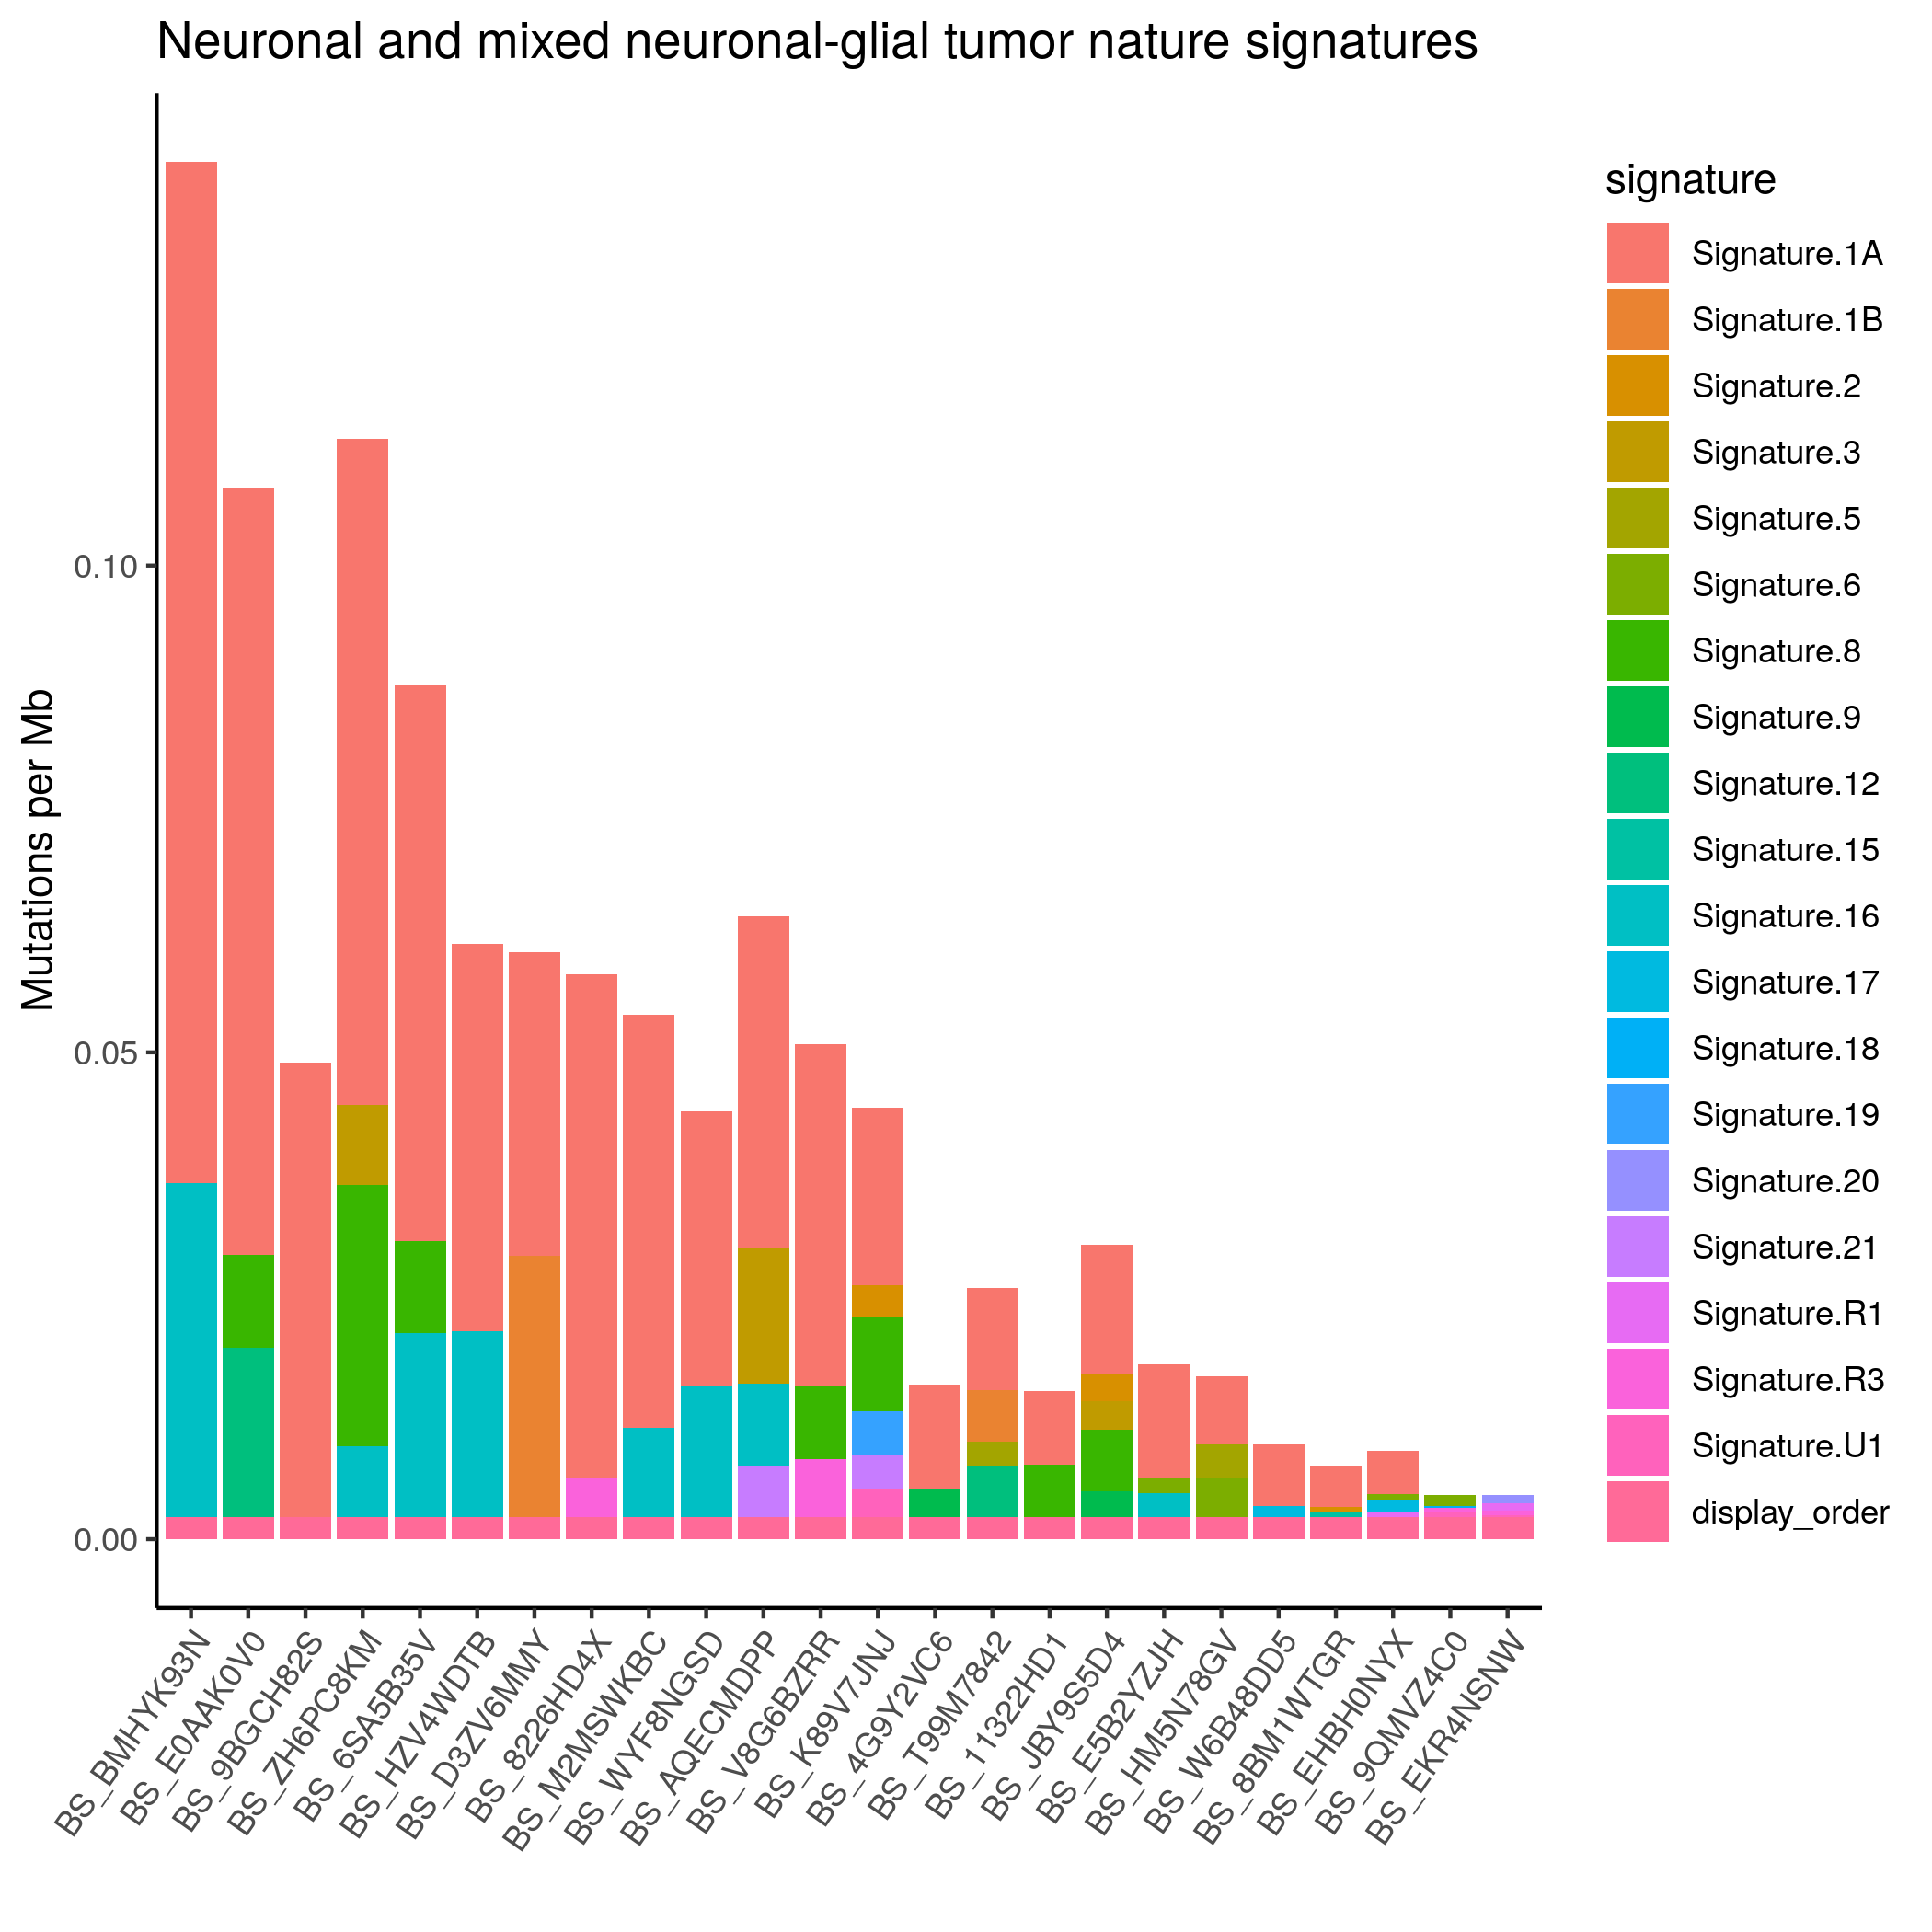 Neuronal and mixed neuronal-glial tumor nature signatures
Mutations per Mb
0.10
0.05
0.00
BS_BMHYK93N
BS_E0AAK0V0
BS_9BGCH82S
BS_ZH6PC8KM
BS_6SA5B35V
BS_HZV4WDTB
BS_D3ZV6MMY
BS_8226HD4X
BS_M2MSWKBC
BS_WYF8NGSD
BS_AQECMDPP
BS_V8G6BZRR
BS_K89V7JNJ
BS_4G9Y2VC6
BS_T99M7842
BS_11322HD1
BS_JBY9S5D4
BS_E5B2YZJH
BS_HM5N78GV
BS_W6B48DD5
BS_8BM1WTGR
BS_EHBH0NYX
BS_9QMVZ4C0
BS_EKR4NSNW
signature
Signature.1A
Signature.1B
Signature.2
Signature.3
Signature.5
Signature.6
Signature.8
Signature.9
Signature.12
Signature.15
Signature.16
Signature.17
Signature.18
Signature.19
Signature.20
Signature.21
Signature.R1
Signature.R3
Signature.U1
display_order